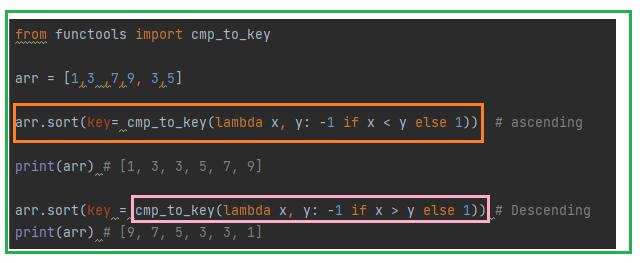 from functools import cmp_to_key
arr = [1,3 ,7,9, 3,5]
arr.sort(key= cmp_to_key(lambda x, y: -1 if x < y else 1)) # ascending
print(arr) # [1, 3, 3, 5, 7, 9]
arr.sort(key = cmp_to_key(lambda x, y: -1 if x > y else 1)) # Descending
print(arr) # [9, 7, 5, 3, 3, 1]